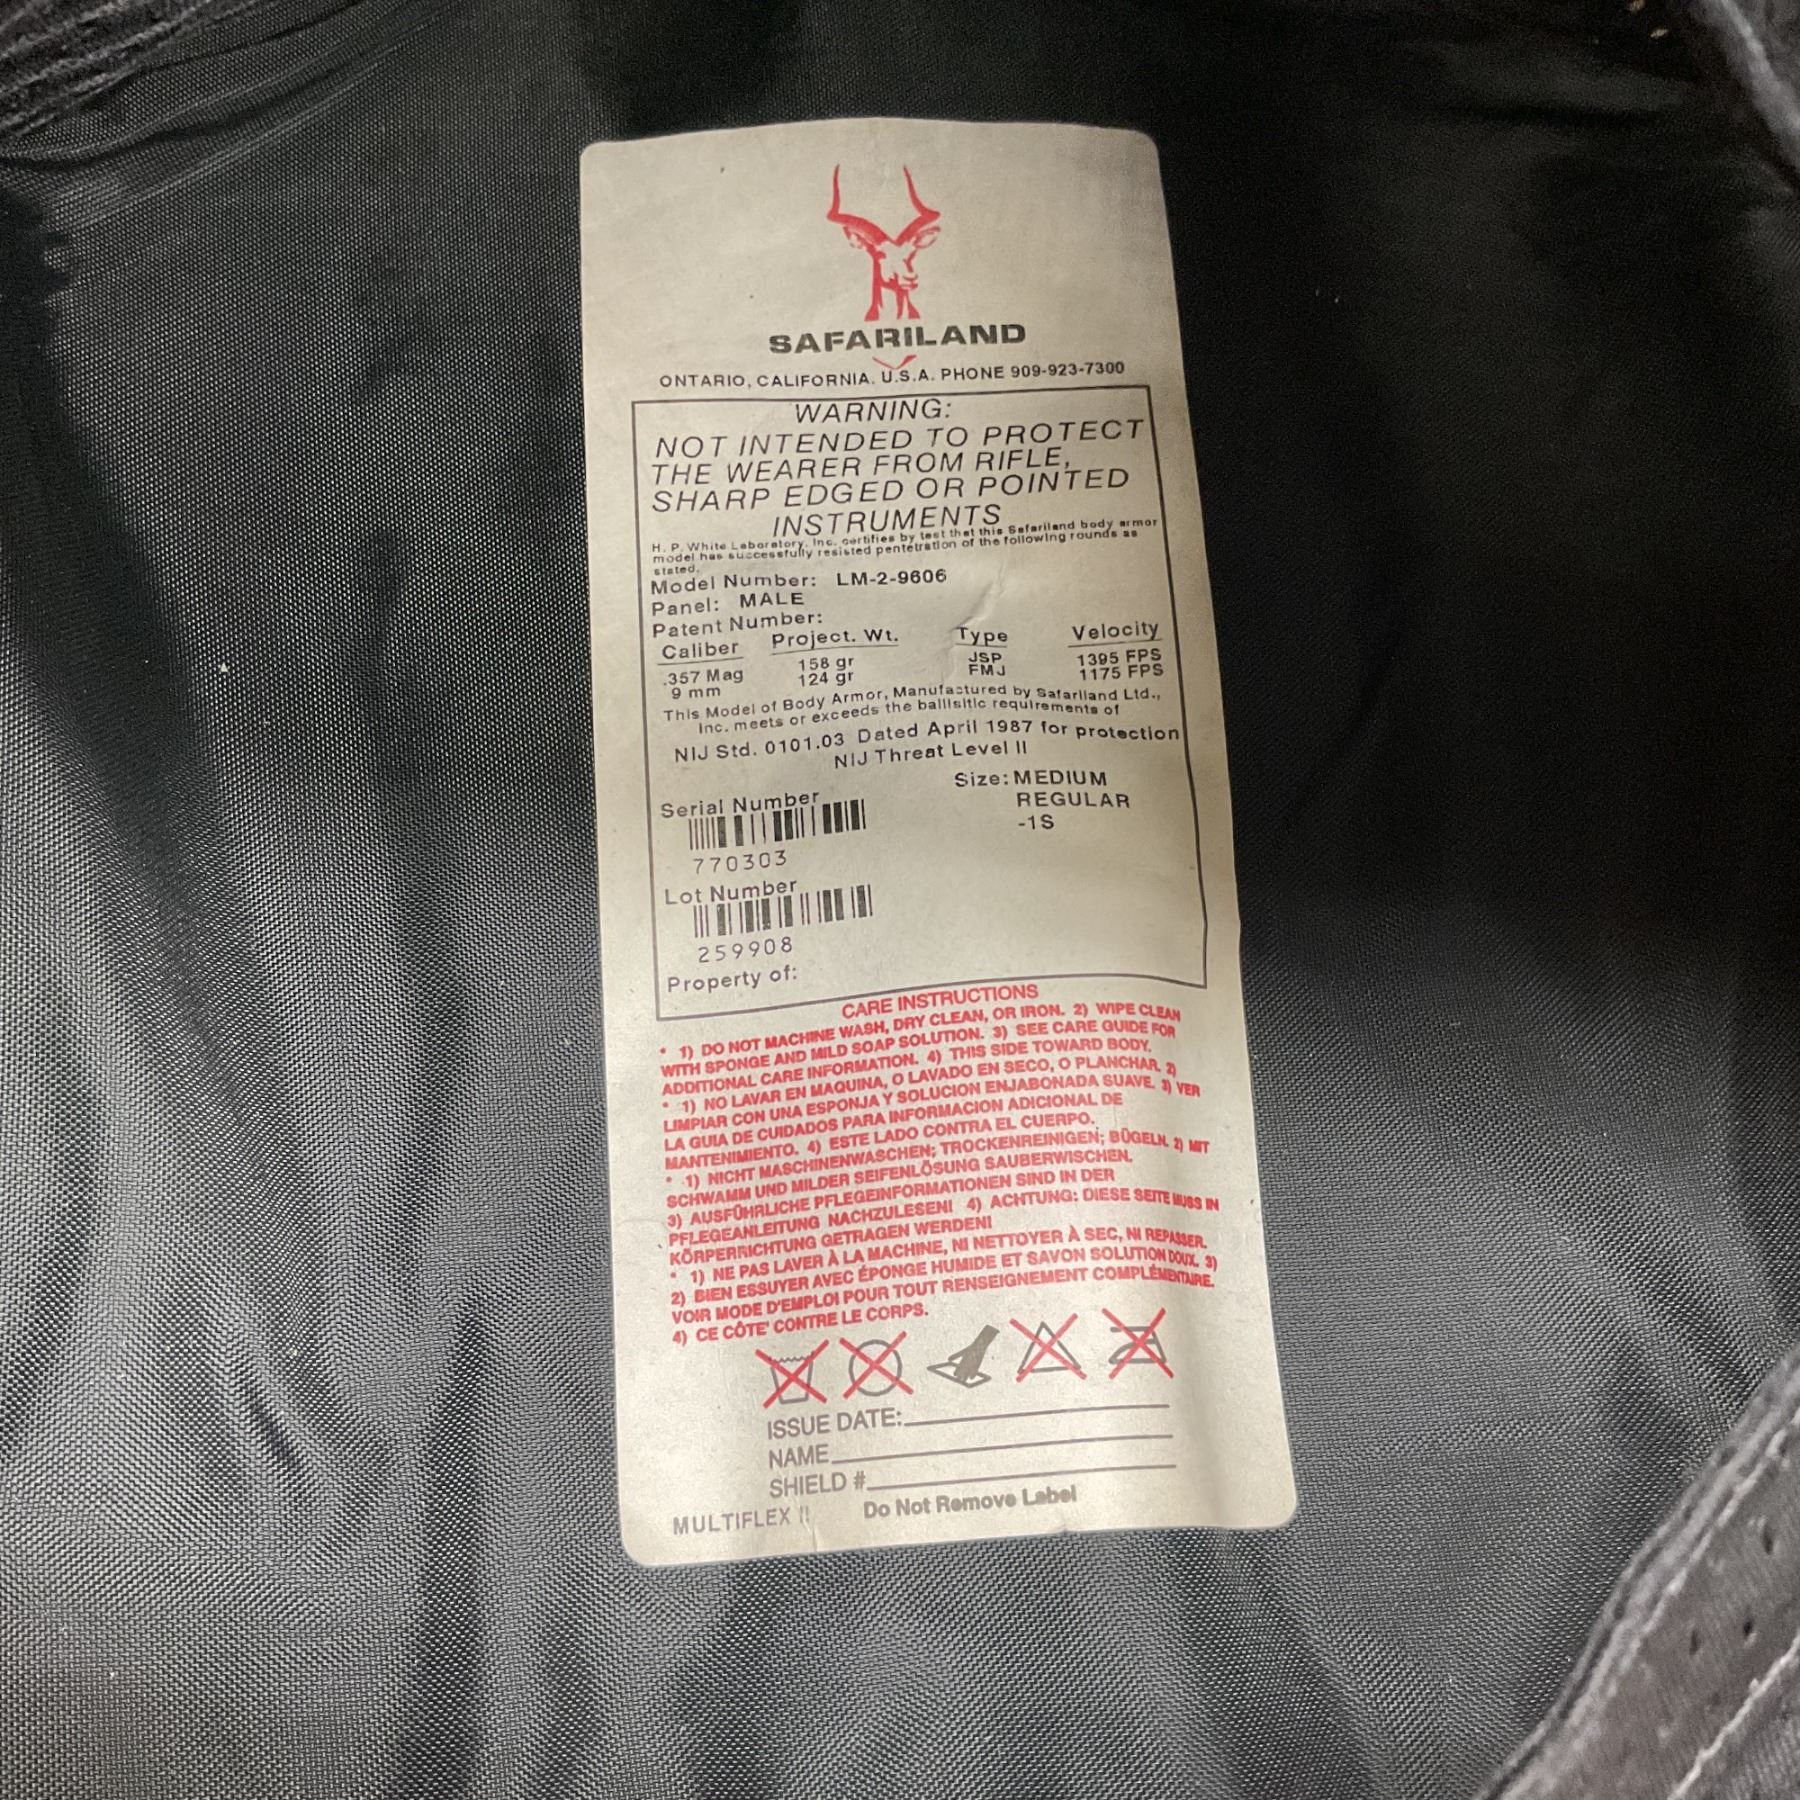 SAFARILAND
ONTARIO, CALIFORNIA. U.S.A. PHONE 909-923-7300
WARNING:
NOT INTENDED TO PROTECT
THE WEARER FROM RIFLE,
SHARP EDGED OR POINTED
INSTRUMENTS
H. P. White Laboratory, Inc. certifies by test that this Safariland body armor
model has successfully resisted pentetration of the following rounds as
stated.
Model Number: LM-2-9606
Panel: MALE
Patent Number:
Caliber Project. Wt. Type Velocity
.357 Mag 158 gr JSP 1395 FPS
9 mm 124 gr FMJ 1175 FPS
This Model of Body Armor, Manufactured by Safariland Ltd.,
Inc. meets or exceeds the ballisitic requirements of
NIJ Std. 0101.03 Dated April 1987 for protection
NIJ Threat Level II
Size: MEDIUM
REGULAR
-1S
Serial Number
770303
Lot Number
259908
Property of:
CARE INSTRUCTIONS
• 1) DO NOT MACHINE WASH, DRY CLEAN, OR IRON. 2) WIPE CLEAN
WITH SPONGE AND MILD SOAP SOLUTION. 3) SEE CARE GUIDE FOR
ADDITIONAL CARE INFORMATION. 4) THIS SIDE TOWARD BODY.
• 1) NO LAVAR EN MAQUINA, O LAVADO EN SECO, O PLANCHAR. 2)
LIMPIAR CON UNA ESPONJA Y SOLUCION ENJABONADA SUAVE. 3) VER
LA GUIA DE CUIDADOS PARA INFORMACION ADICIONAL DE
MANTENIMIENTO. 4) ESTE LADO CONTRA EL CUERPO.
• 1) NICHT MASCHINENWASCHEN; TROCKENREINIGEN; BÜGELN. 2) MIT
SCHWAMM UND MILDER SEIFENLÖSUNG SAUBERWISCHEN.
3) AUSFÜHRLICHE PFLEGEINFORMATIONEN SIND IN DER
PFLEGEANLEITUNG NACHZULESEN! 4) ACHTUNG: DIESE SEITE MUSS IN
KÖRPERRICHTUNG GETRAGEN WERDEN!
• 1) NE PAS LAVER À LA MACHINE, NI NETTOYER À SEC, NI REPASSER.
2) BIEN ESSUYER AVEC ÉPONGE HUMIDE ET SAVON SOLUTION DOUX. 3)
VOIR MODE D'EMPLOI POUR TOUT RENSEIGNEMENT COMPLÉMENTAIRE.
4) CE CÔTE' CONTRE LE CORPS.
ISSUE DATE:
NAME
SHIELD #
MULTIFLEX II Do Not Remove Label